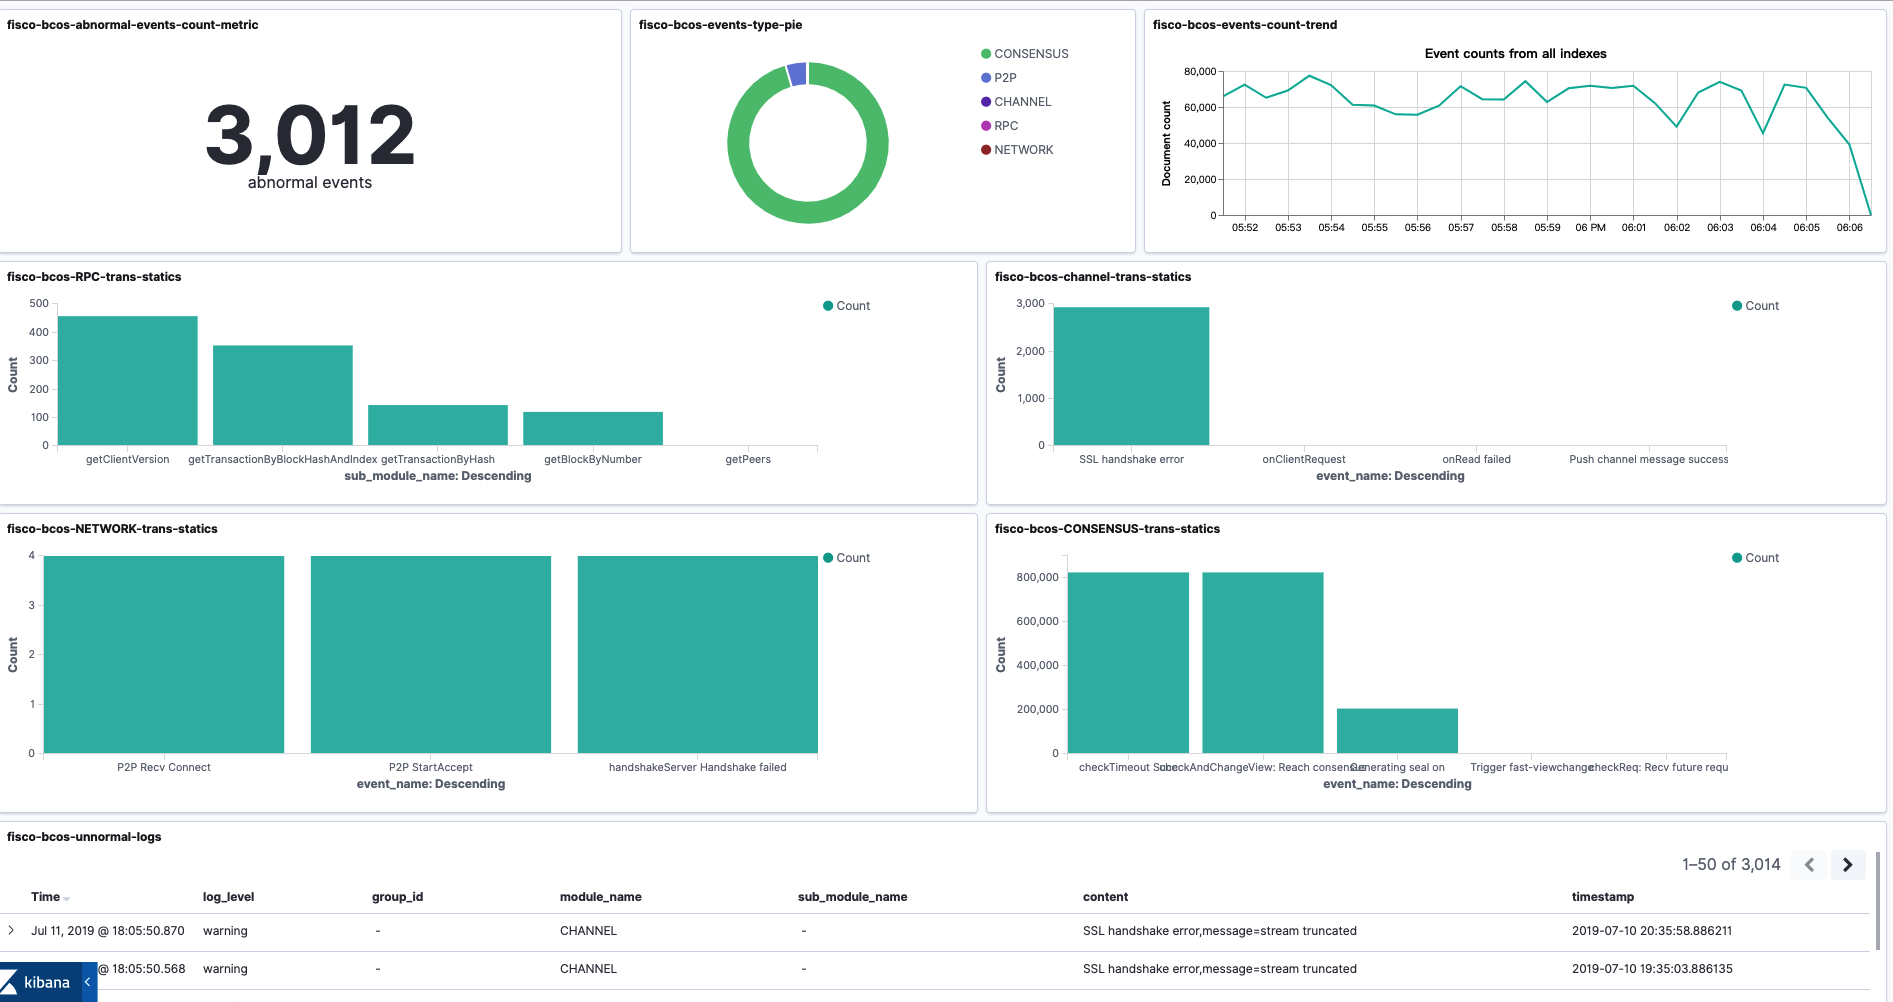 fisco-bcos-abnormal-events-count-metric
3,012
abnormal events
fisco-bcos-events-type-pie
CONSENSUS
P2P
CHANNEL
RPC
NETWORK
fisco-bcos-events-count-trend
Event counts from all indexes
Document count
80,000
60,000
40,000
20,000
0
05:52 05:53 05:54 05:55 05:56 05:57 05:58 05:59 06 PM 06:01 06:02 06:03 06:04 06:05 06:06
fisco-bcos-RPC-trans-statics
Count
500
400
300
200
100
0
getClientVersion getTransactionByBlockHashAndIndex getTransactionByHash getBlockByNumber getPeers
sub_module_name: Descending
Count
fisco-bcos-channel-trans-statics
Count
3,000
2,000
1,000
0
SSL handshake error onClientRequest onRead failed Push channel message success
event_name: Descending
Count
fisco-bcos-NETWORK-trans-statics
Count
4
3
2
1
0
P2P Recv Connect P2P StartAccept handshakeServer Handshake failed
event_name: Descending
Count
fisco-bcos-CONSENSUS-trans-statics
Count
800,000
600,000
400,000
200,000
0
checkTimeout checkAndChangeView: Reach consensus Generating seal on Trigger fast-viewchange checkReq: Recv future requ
event_name: Descending
Count
fisco-bcos-unnormal-logs
1–50 of 3,014
Time log_level group_id module_name sub_module_name content timestamp
Jul 11, 2019 @ 18:05:50.870 warning - CHANNEL - SSL handshake error,message=stream truncated 2019-07-10 20:35:58.886211
@ 18:05:50.568 warning - CHANNEL - SSL handshake error,message=stream truncated 2019-07-10 19:35:03.886135
kibana